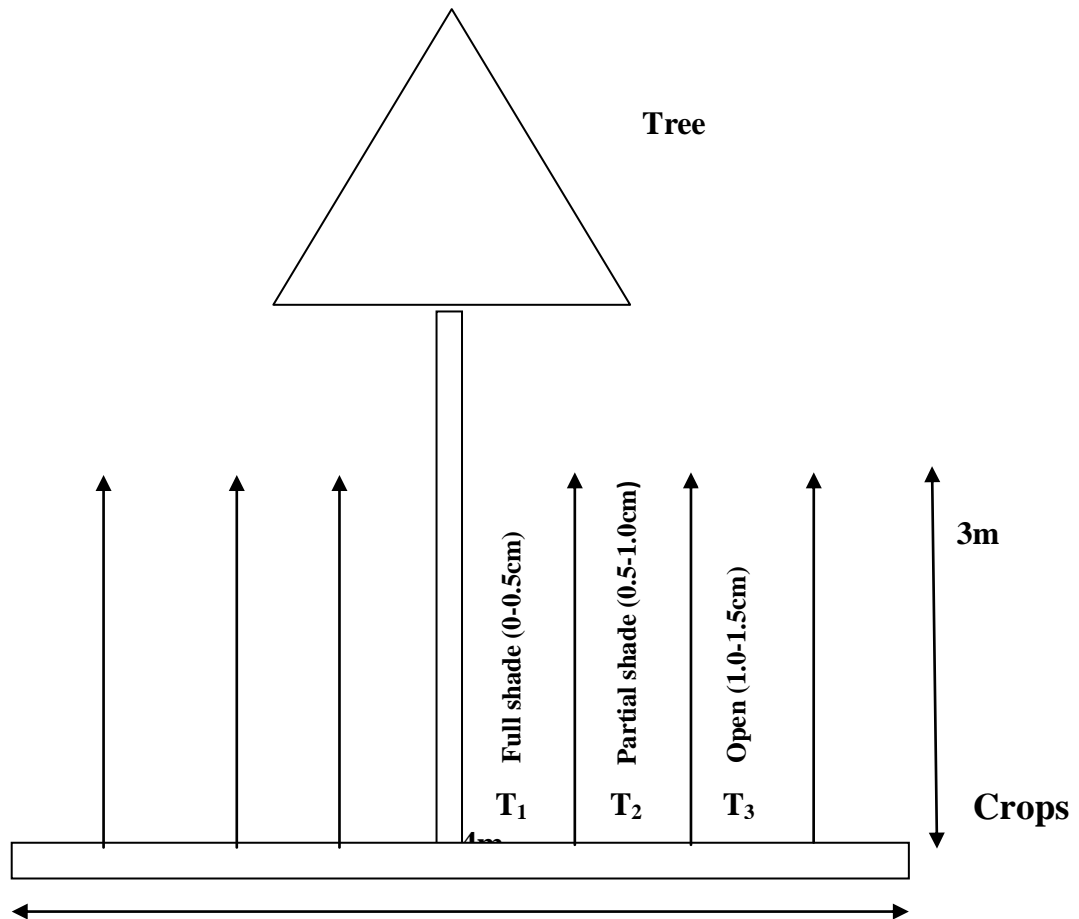 Tree
3m
Full shade (0-0.5cm)
Partial shade (0.5-1.0cm)
Open (1.0-1.5cm)
T₁ T₂ T₃
Crops
4m